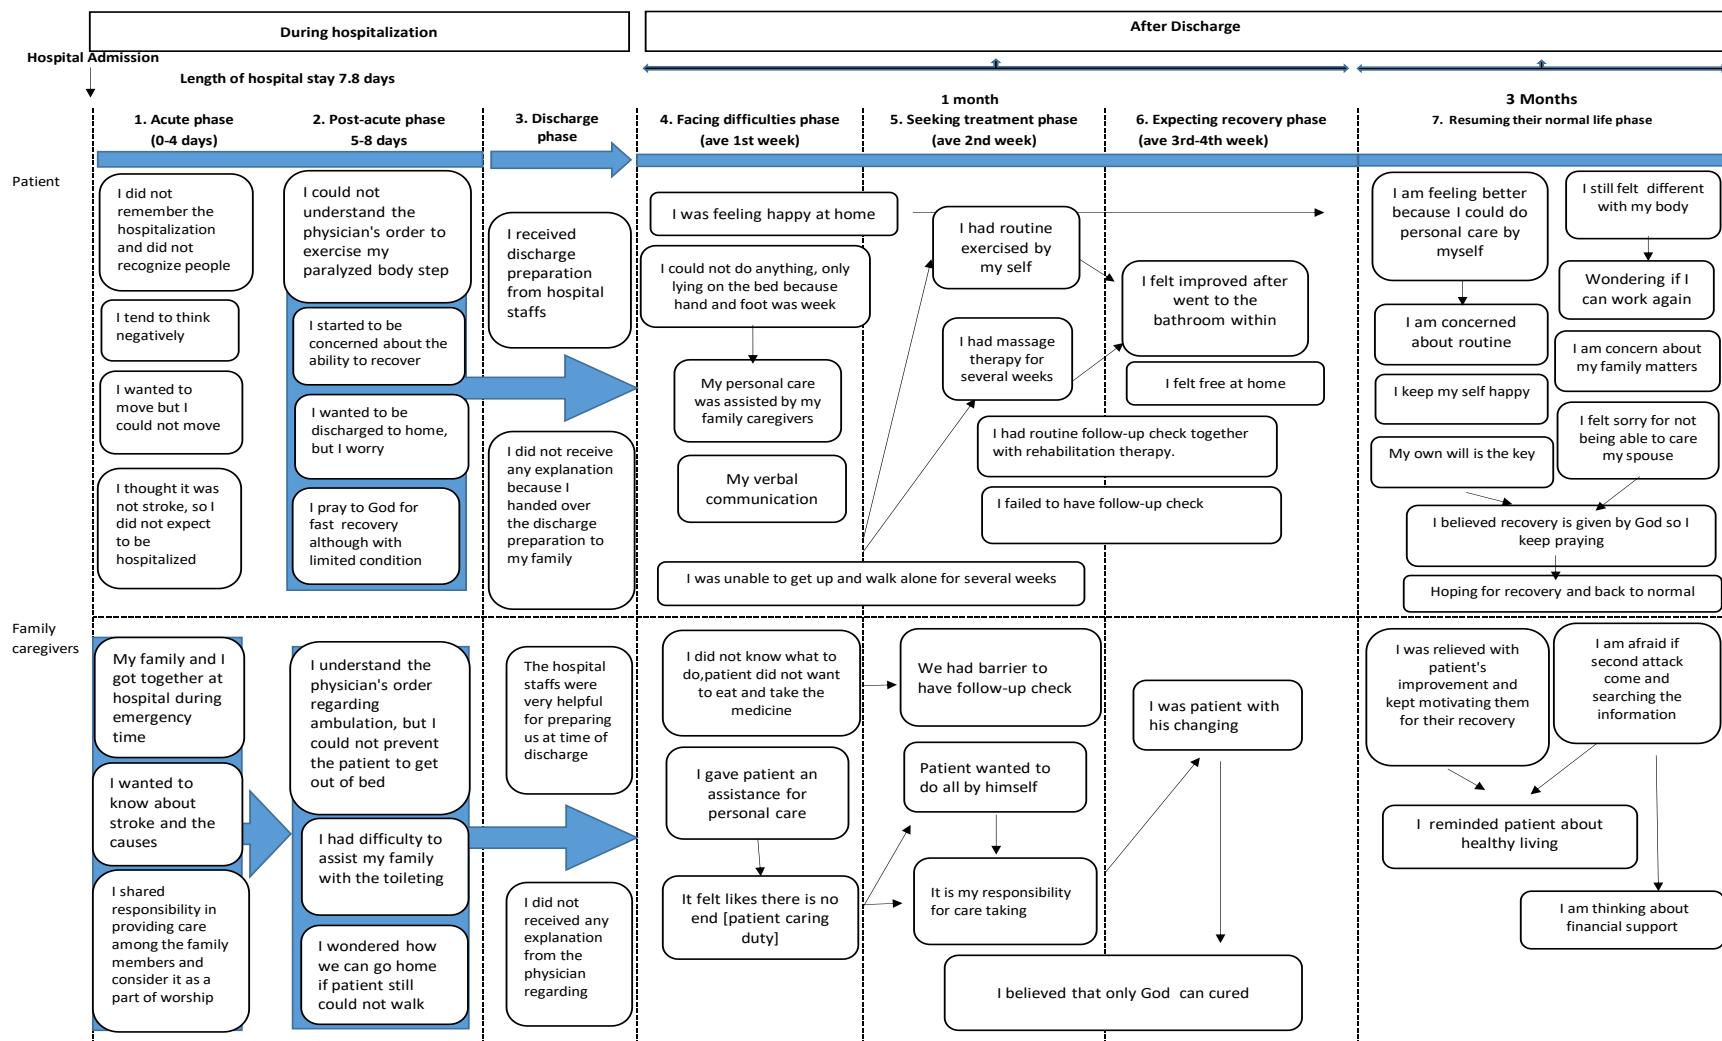 During hospitalization
After Discharge
Hospital Admission
Length of hospital stay 7.8 days
1 month
3 Months
1. Acute phase
(0-4 days)
2. Post-acute phase
5-8 days
3. Discharge
phase
4. Facing difficulties phase
(ave 1st week)
5. Seeking treatment phase
(ave 2nd week)
6. Expecting recovery phase
(ave 3rd-4th week)
7. Resuming their normal life phase
Patient
I did not
remember the
hospitalization
and did not
recognize people
I tend to think
negatively
I wanted to
move but I
could not move
I thought it was
not stroke, so I
did not expect
to be
hospitalized
I could not
understand the
physician's order to
exercise my
paralyzed body step
I started to be
concerned about the
ability to recover
I wanted to be
discharged to home,
but I worry
I pray to God for
fast recovery
although with
limited condition
I received
discharge
preparation
from hospital
staffs
I did not receive
any explanation
because I
handed over
the discharge
preparation to
my family
I was feeling happy at home
I could not do anything, only
lying on the bed because
hand and foot was week
My personal care
was assisted by my
family caregivers
My verbal
communication
I was unable to get up and walk alone for several weeks
I had routine
exercised by
my self
I had massage
therapy for
several weeks
I had routine follow-up check together
with rehabilitation therapy.
I failed to have follow-up check
I felt improved after
went to the
bathroom within
I felt free at home
I am feeling better
because I could do
personal care by
myself
I am concerned
about routine
I keep my self happy
My own will is the key
I still felt different
with my body
Wondering if I
can work again
I am concern about
my family matters
I felt sorry for not
being able to care
my spouse
I believed recovery is given by God so I
keep praying
Hoping for recovery and back to normal
Family
caregivers
My family and I
got together at
hospital during
emergency
time
I wanted to
know about
stroke and the
causes
I shared
responsibility in
providing care
among the family
members and
consider it as a
part of worship
I understand the
physician's order
regarding
ambulation, but I
could not prevent
the patient to get
out of bed
I had difficulty to
assist my family
with the toileting
I wondered how
we can go home
if patient still
could not walk
The hospital
staffs were
very helpful
for preparing
us at time of
discharge
I did not
received any
explanation
from the
physician
regarding
I did not know what to
do,patient did not want
to eat and take the
medicine
I gave patient an
assistance for
personal care
It felt likes there is no
end [patient caring
duty]
We had barrier to
have follow-up check
Patient wanted to
do all by himself
It is my responsibility
for care taking
I was patient with
his changing
I believed that only God can cured
I was relieved with
patient's
improvement and
kept motivating them
for their recovery
I am afraid if
second attack
come and
searching the
information
I reminded patient about
healthy living
I am thinking about
financial support